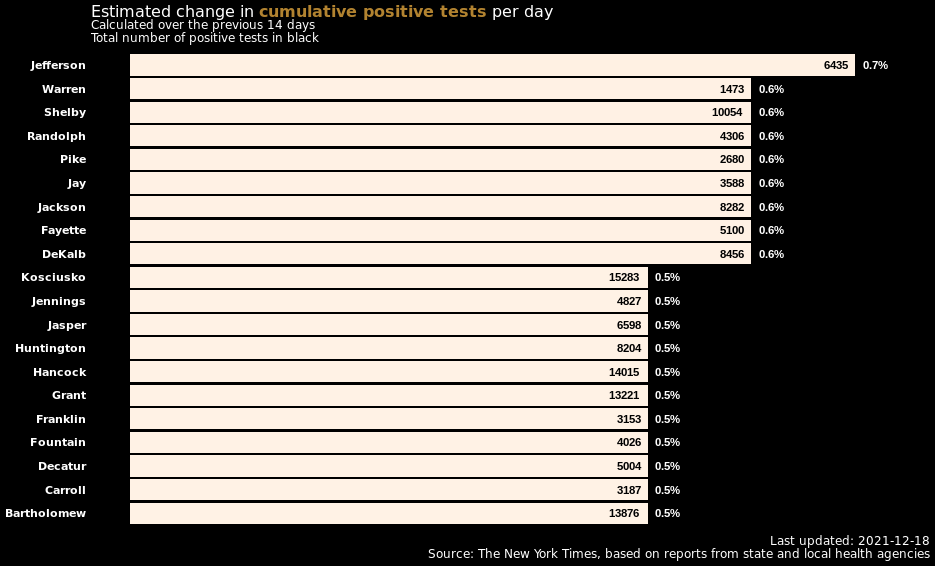 Estimated change in cumulative positive tests per day
Calculated over the previous 14 days
Total number of positive tests in black
Jefferson 6435 0.7%
Warren 1473 0.6%
Shelby 10054 0.6%
Randolph 4306 0.6%
Pike 2680 0.6%
Jay 3588 0.6%
Jackson 8282 0.6%
Fayette 5100 0.6%
DeKalb 8456 0.6%
Kosciusko 15283 0.5%
Jennings 4827 0.5%
Jasper 6598 0.5%
Huntington 8204 0.5%
Hancock 14015 0.5%
Grant 13221 0.5%
Franklin 3153 0.5%
Fountain 4026 0.5%
Decatur 5004 0.5%
Carroll 3187 0.5%
Bartholomew 13876 0.5%
Last updated: 2021-12-18
Source: The New York Times, based on reports from state and local health agencies